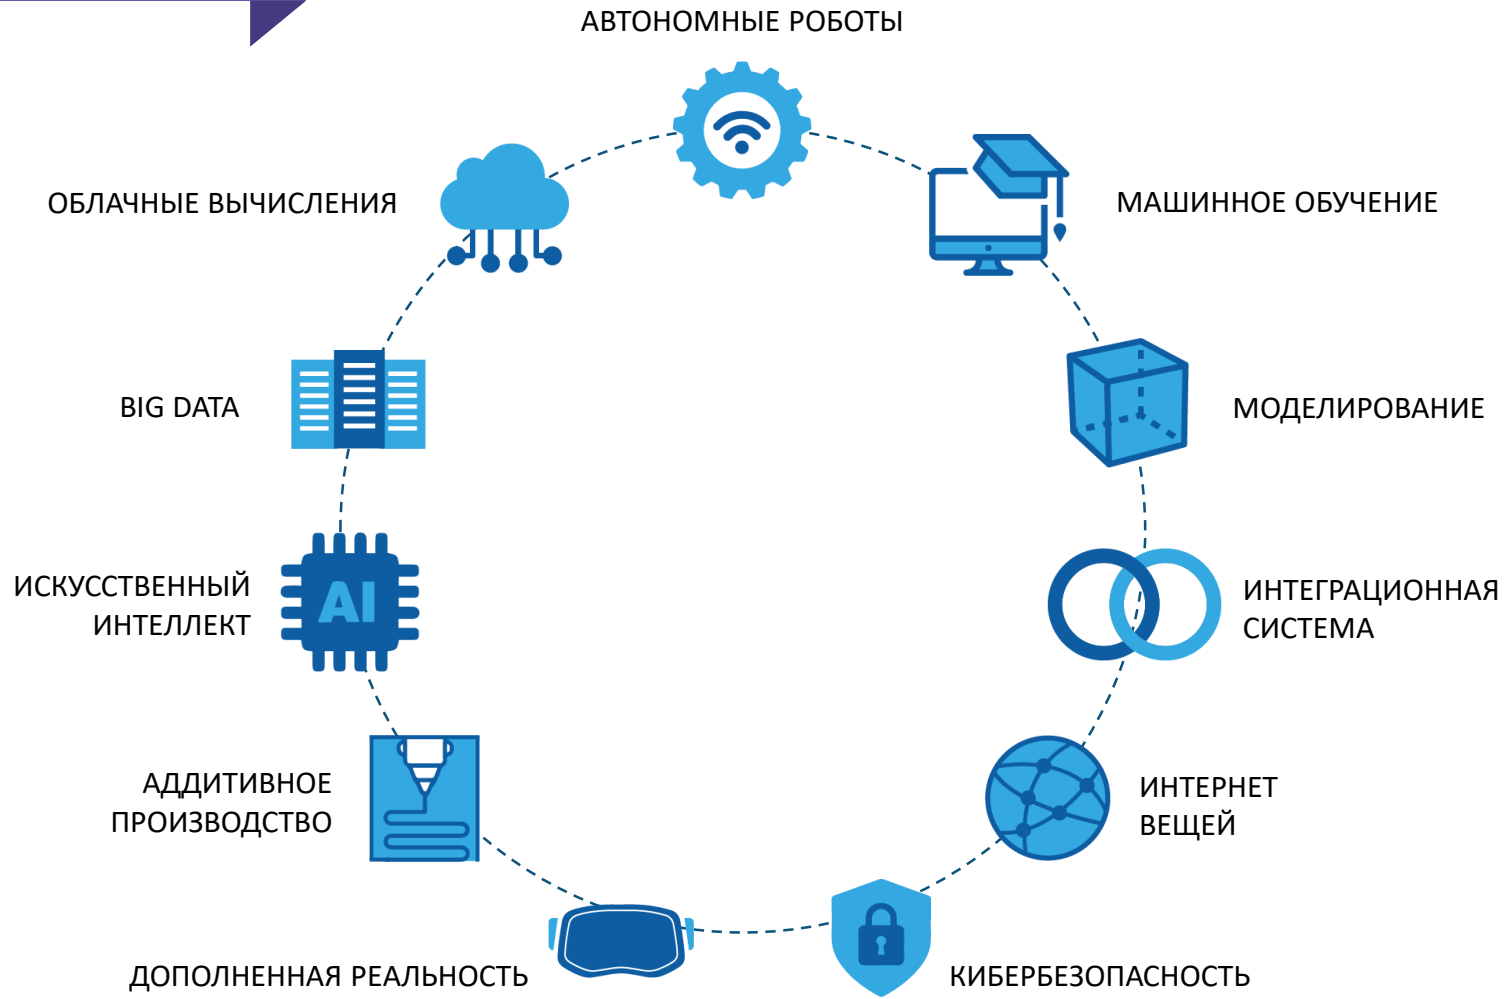 АВТОНОМНЫЕ РОБОТЫ
ОБЛАЧНЫЕ ВЫЧИСЛЕНИЯ
МАШИННОЕ ОБУЧЕНИЕ
BIG DATA
МОДЕЛИРОВАНИЕ
ИСКУССТВЕННЫЙ
ИНТЕЛЛЕКТ
AI
ИНТЕГРАЦИОННАЯ
СИСТЕМА
АДДИТИВНОЕ
ПРОИЗВОДСТВО
ИНТЕРНЕТ
ВЕЩЕЙ
ДОПОЛНЕННАЯ РЕАЛЬНОСТЬ
КИБЕРБЕЗОПАСНОСТЬ